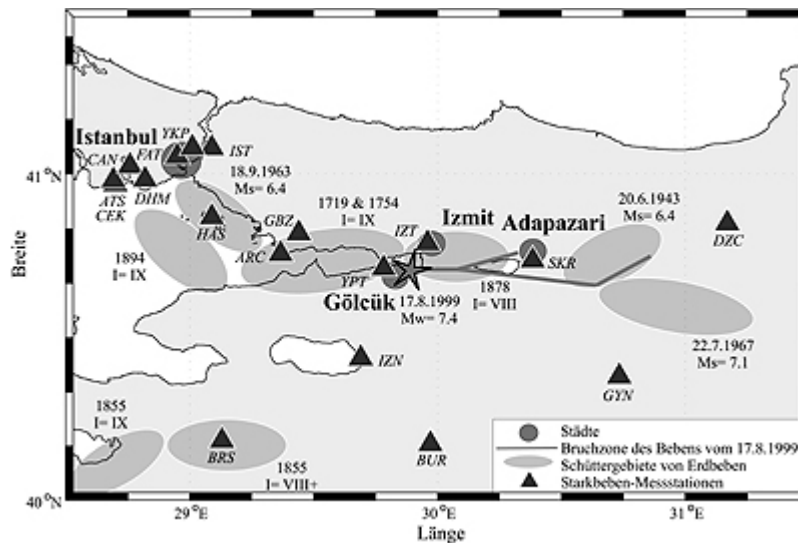 Istanbul
YKP
CAN
FAT
IST
ATS
CEK
DHM
18.9.1963
Ms= 6.4
HAS
GBZ
ARC
1719 & 1754
I= IX
IZT
Izmit
Adapazari
20.6.1943
Ms= 6.4
DZC
SKR
1894
I= IX
YPT
Gölcük
17.8.1999
Mw= 7.4
1878
I= VIII
22.7.1967
Ms= 7.1
IZN
GYN
1855
I= IX
BRS
1855
I= VIII+
BUR
Städte
Bruchzone des Bebens vom 17.8.1999
Schüttergebiete von Erdbeben
Starkbeben-Messstationen
41°N
40°N
Breite
29°E
30°E
31°E
Länge